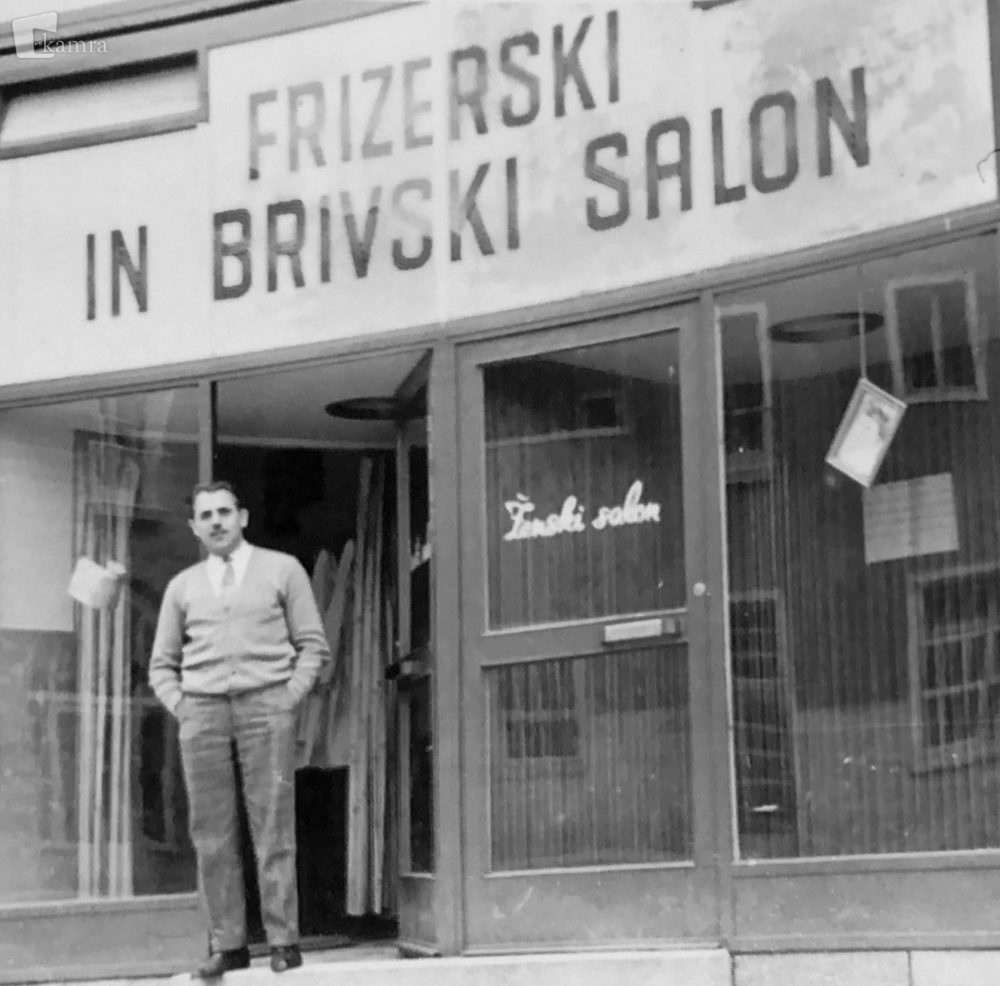 kamra
FRIZERSKI
IN BRIVSKI SALON
Ženski salon